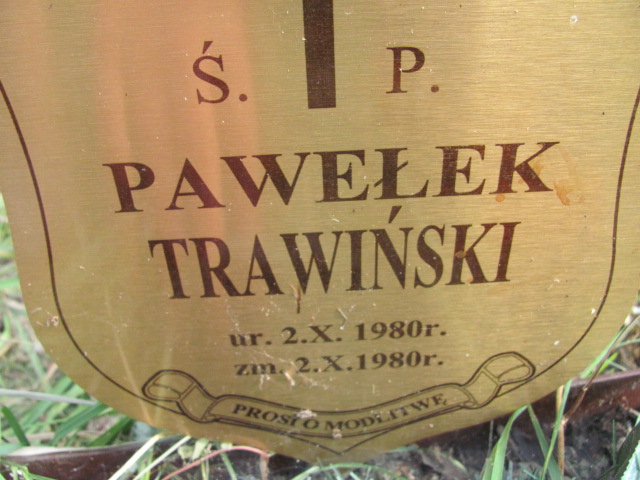 Ś. P.
PAWEŁEK
TRAWIŃSKI
ur. 2.X. 1980r.
zm. 2.X.1980r.
PROSI O MODLITWĘ